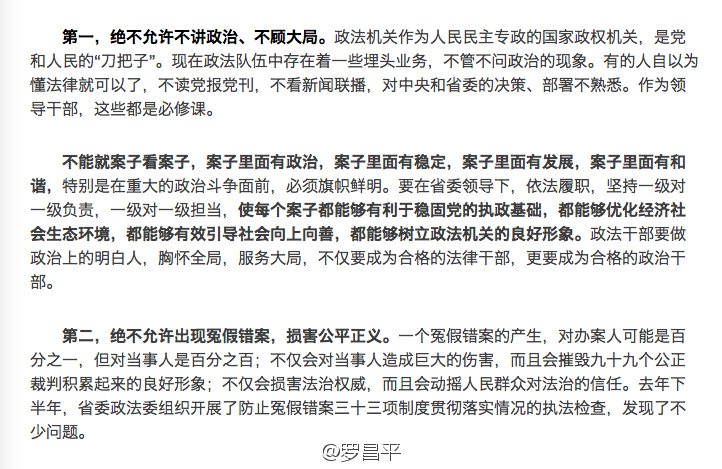 第一，绝不允许不讲政治、不顾大局。政法机关作为人民民主专政的国家政权机关，是党
和人民的“刀把子”。现在政法队伍中存在着一些埋头业务，不管不问政治的现象。有的人自以为
懂法律就可以了，不读党报党刊，不看新闻联播，对中央和省委的决策、部署不熟悉。作为领
导干部，这些都是必修课。
不能就案子看案子，案子里面有政治，案子里面有稳定，案子里面有发展，案子里面有和
谐，特别是在重大的政治斗争面前，必须旗帜鲜明。要在省委领导下，依法履职，坚持一级对
一级负责，一级对一级担当，使每个案子都能够有利于稳固党的执政基础，都能够优化经济社
会生态环境，都能够有效引导社会向上向善，都能够树立政法机关的良好形象。政法干部要做
政治上的明白人，胸怀全局，服务大局，不仅要成为合格的法律干部，更要成为合格的政治干
部。
第二，绝不允许出现冤假错案，损害公平正义。一个冤假错案的产生，对办案人可能是百
分之一，但对当事人是百分之百；不仅会对当事人造成巨大的伤害，而且会摧毁九十九个公正
裁判积累起来的良好形象；不仅会损害法治权威，而且会动摇人民群众对法治的信任。去年下
半年，省委政法委组织开展了防止冤假错案三十三项制度贯彻落实情况的执法检查，发现了不
少问题。
@罗昌平